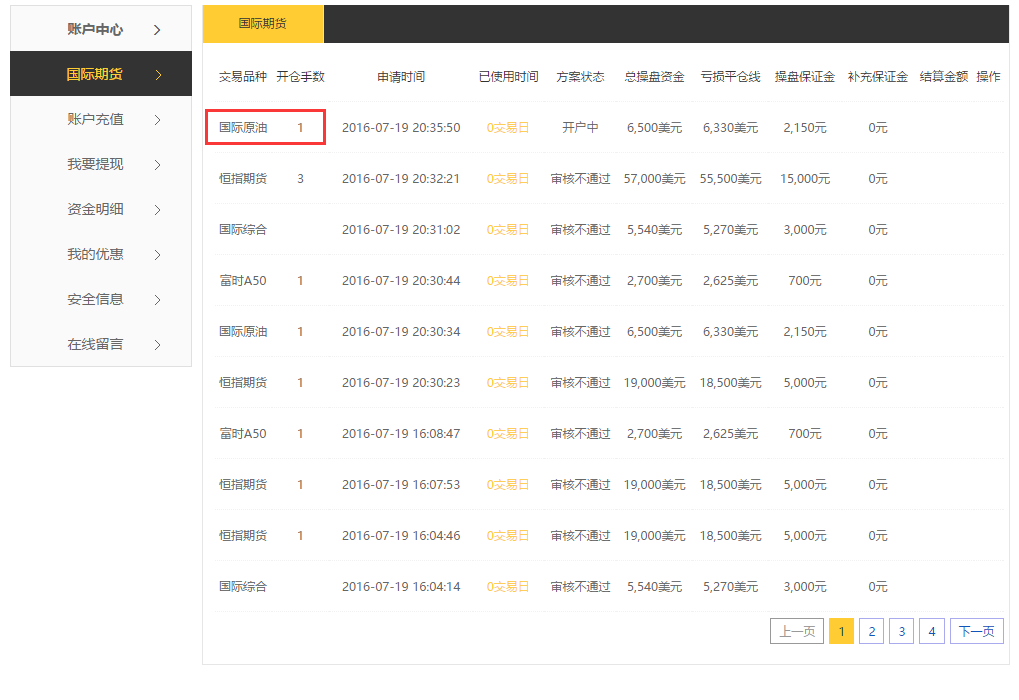 账户中心
国际期货
账户充值
我要提现
资金明细
我的优惠
安全信息
在线留言
国际期货
交易品种 开仓手数 申请时间 已使用时间 方案状态 总操盘资金 亏损平仓线 操盘保证金 补充保证金 结算金额 操作
国际原油 1 2016-07-19 20:35:50 0交易日 开户中 6,500美元 6,330美元 2,150元 0元
恒指期货 3 2016-07-19 20:32:21 0交易日 审核不通过 57,000美元 55,500美元 15,000元 0元
国际综合 2016-07-19 20:31:02 0交易日 审核不通过 5,540美元 5,270美元 3,000元 0元
富时A50 1 2016-07-19 20:30:44 0交易日 审核不通过 2,700美元 2,625美元 700元 0元
国际原油 1 2016-07-19 20:30:34 0交易日 审核不通过 6,500美元 6,330美元 2,150元 0元
恒指期货 1 2016-07-19 20:30:23 0交易日 审核不通过 19,000美元 18,500美元 5,000元 0元
富时A50 1 2016-07-19 16:08:47 0交易日 审核不通过 2,700美元 2,625美元 700元 0元
恒指期货 1 2016-07-19 16:07:53 0交易日 审核不通过 19,000美元 18,500美元 5,000元 0元
恒指期货 1 2016-07-19 16:04:46 0交易日 审核不通过 19,000美元 18,500美元 5,000元 0元
国际综合 2016-07-19 16:04:14 0交易日 审核不通过 5,540美元 5,270美元 3,000元 0元
上一页 1 2 3 4 下一页